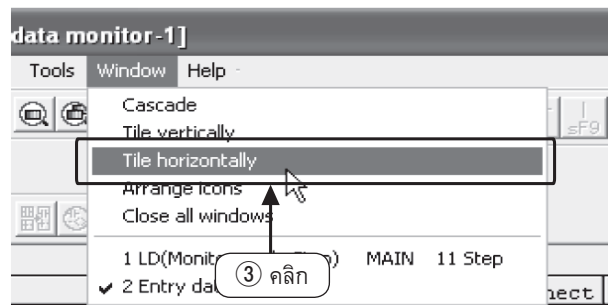 data monitor-1]
Tools Window Help
sF9
Cascade
Tile vertically
Tile horizontally
Arrange Icons
Close all windows
1 LD(Monit MAIN 11 Step
✔ 2 Entry da
③ คลิก
nect